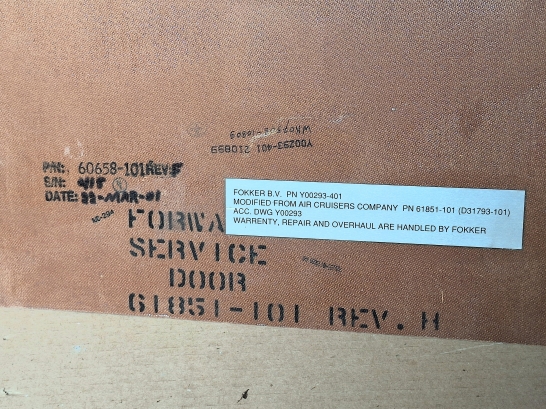 Y00293-401 210899
P/N: 60658-101 REV: F
S/N: 415
DATE: 22-MAR-01
FORWA
SERVICE
DOOR
61851-101 REV. H
FOKKER B.V. PN Y00293-401
MODIFIED FROM AIR CRUISERS COMPANY PN 61851-101 (D31793-101)
ACC. DWG Y00293
WARRENTY, REPAIR AND OVERHAUL ARE HANDLED BY FOKKER